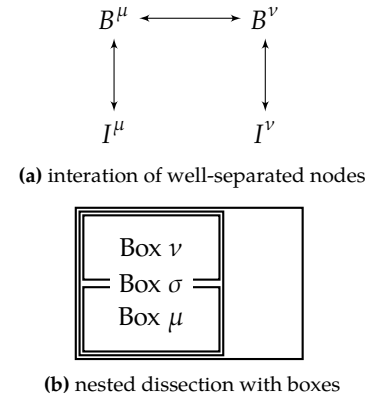 B^μ B^ν
I^μ I^ν
(a) interation of well-separated nodes
Box ν
Box σ
Box μ
(b) nested dissection with boxes